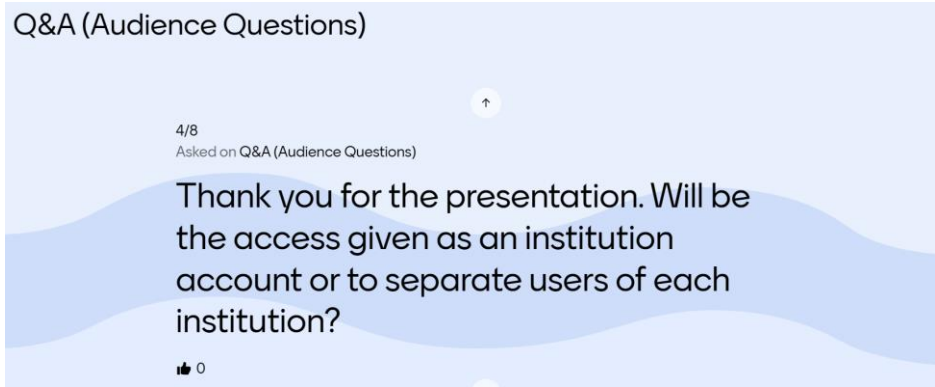 Q&A (Audience Questions)
4/8
Asked on Q&A (Audience Questions)
Thank you for the presentation. Will be
the access given as an institution
account or to separate users of each
institution?
0